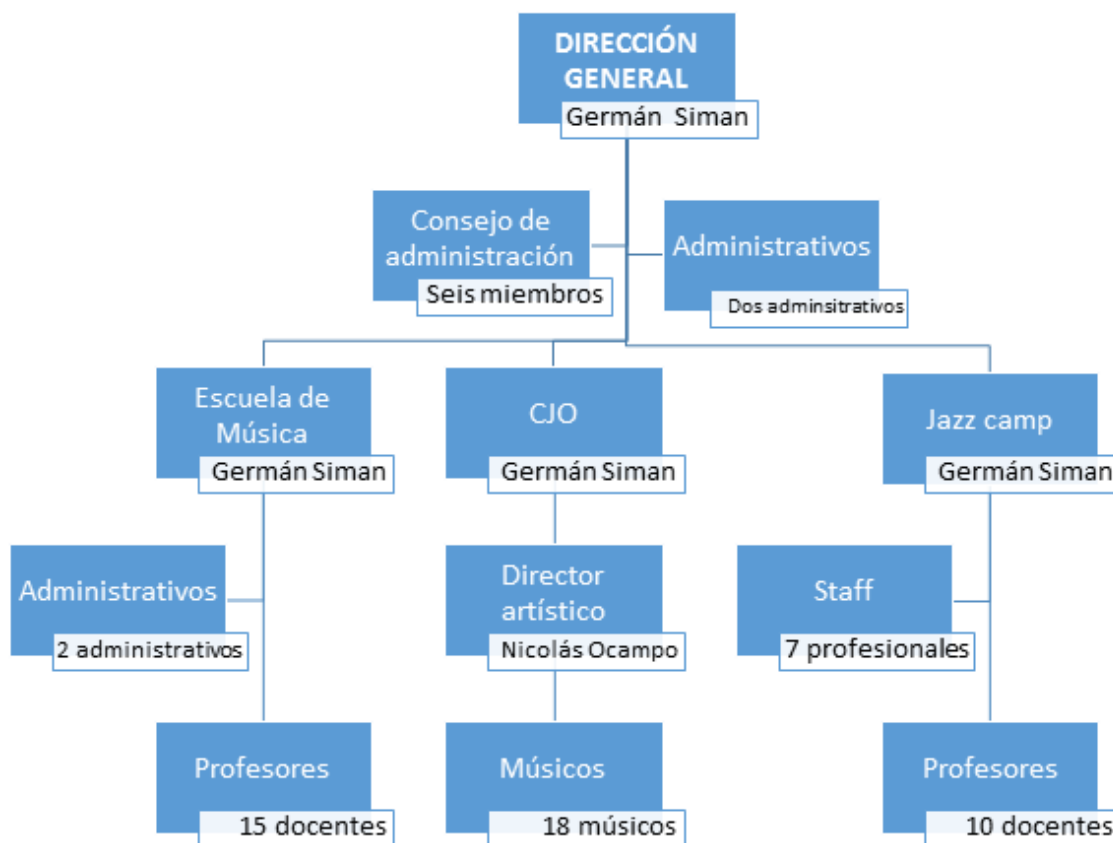 DIRECCIÓN
GENERAL
Germán Siman
Consejo de
administración
Seis miembros
Administrativos
Dos adminsitrativos
Escuela de
Música
Germán Siman
CJO
Germán Siman
Jazz camp
Germán Siman
Administrativos
2 administrativos
Director
artístico
Nicolás Ocampo
Staff
7 profesionales
Profesores
15 docentes
Músicos
18 músicos
Profesores
10 docentes